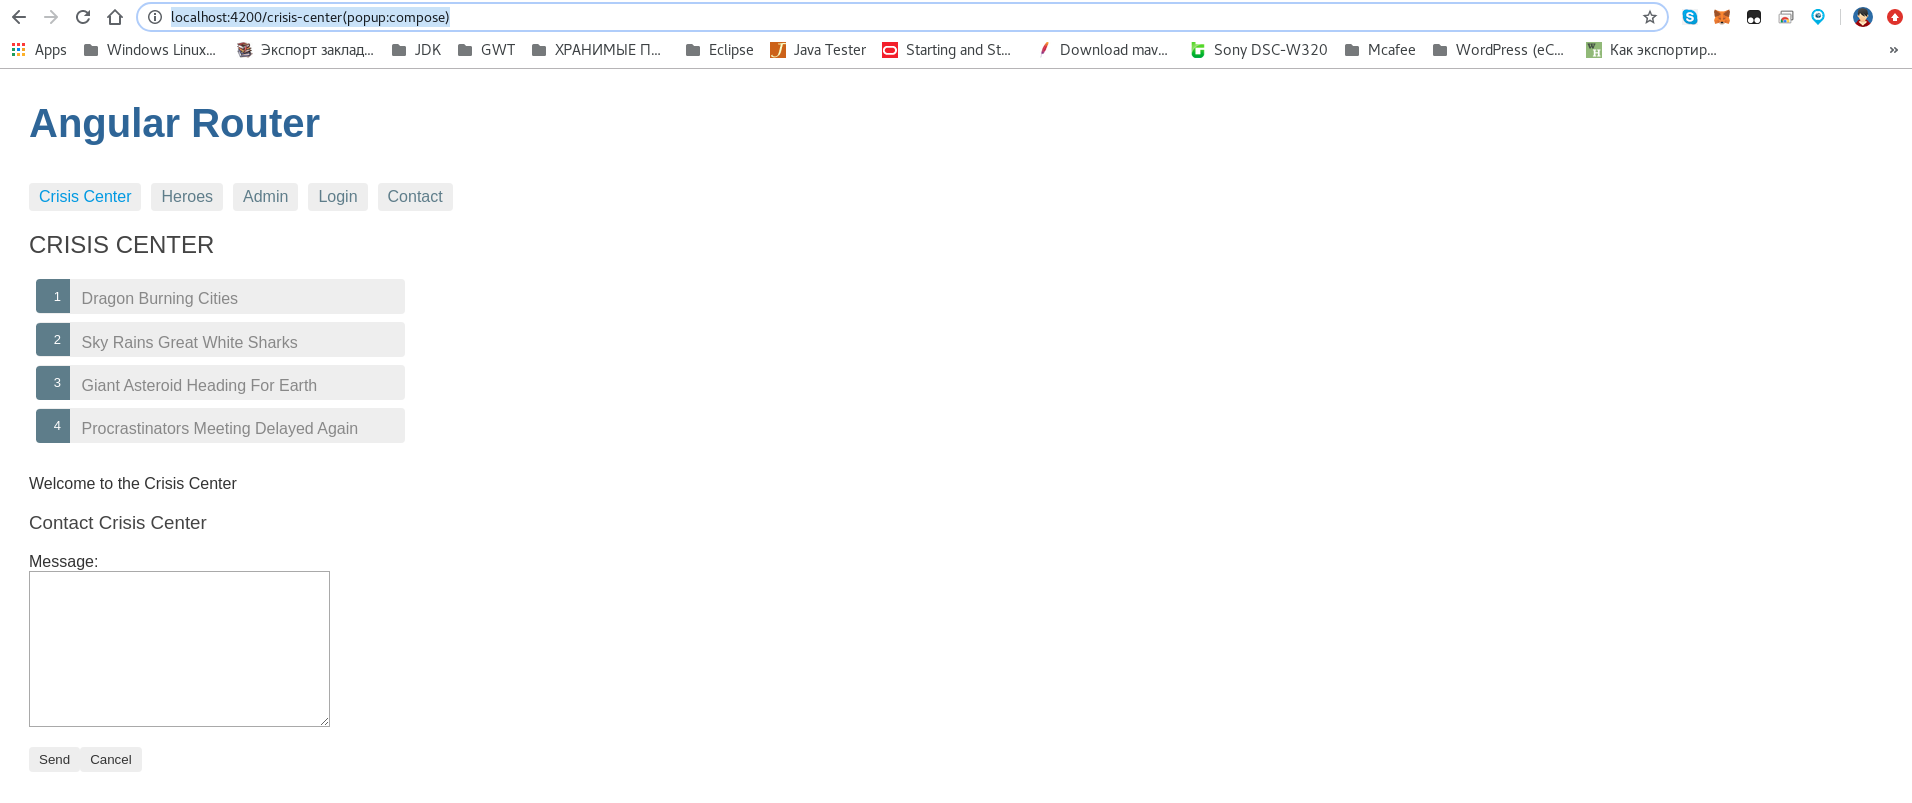 localhost:4200/crisis-center(popup:compose)
Apps Windows Linux... Экспорт заклад... JDK GWT ХРАНИМЫЕ П... Eclipse Java Tester Starting and St... Download mav... Sony DSC-W320 Mcafee WordPress (eC... Как экспортир... »
Angular Router
Crisis Center Heroes Admin Login Contact
CRISIS CENTER
1 Dragon Burning Cities
2 Sky Rains Great White Sharks
3 Giant Asteroid Heading For Earth
4 Procrastinators Meeting Delayed Again
Welcome to the Crisis Center
Contact Crisis Center
Message:
Send Cancel